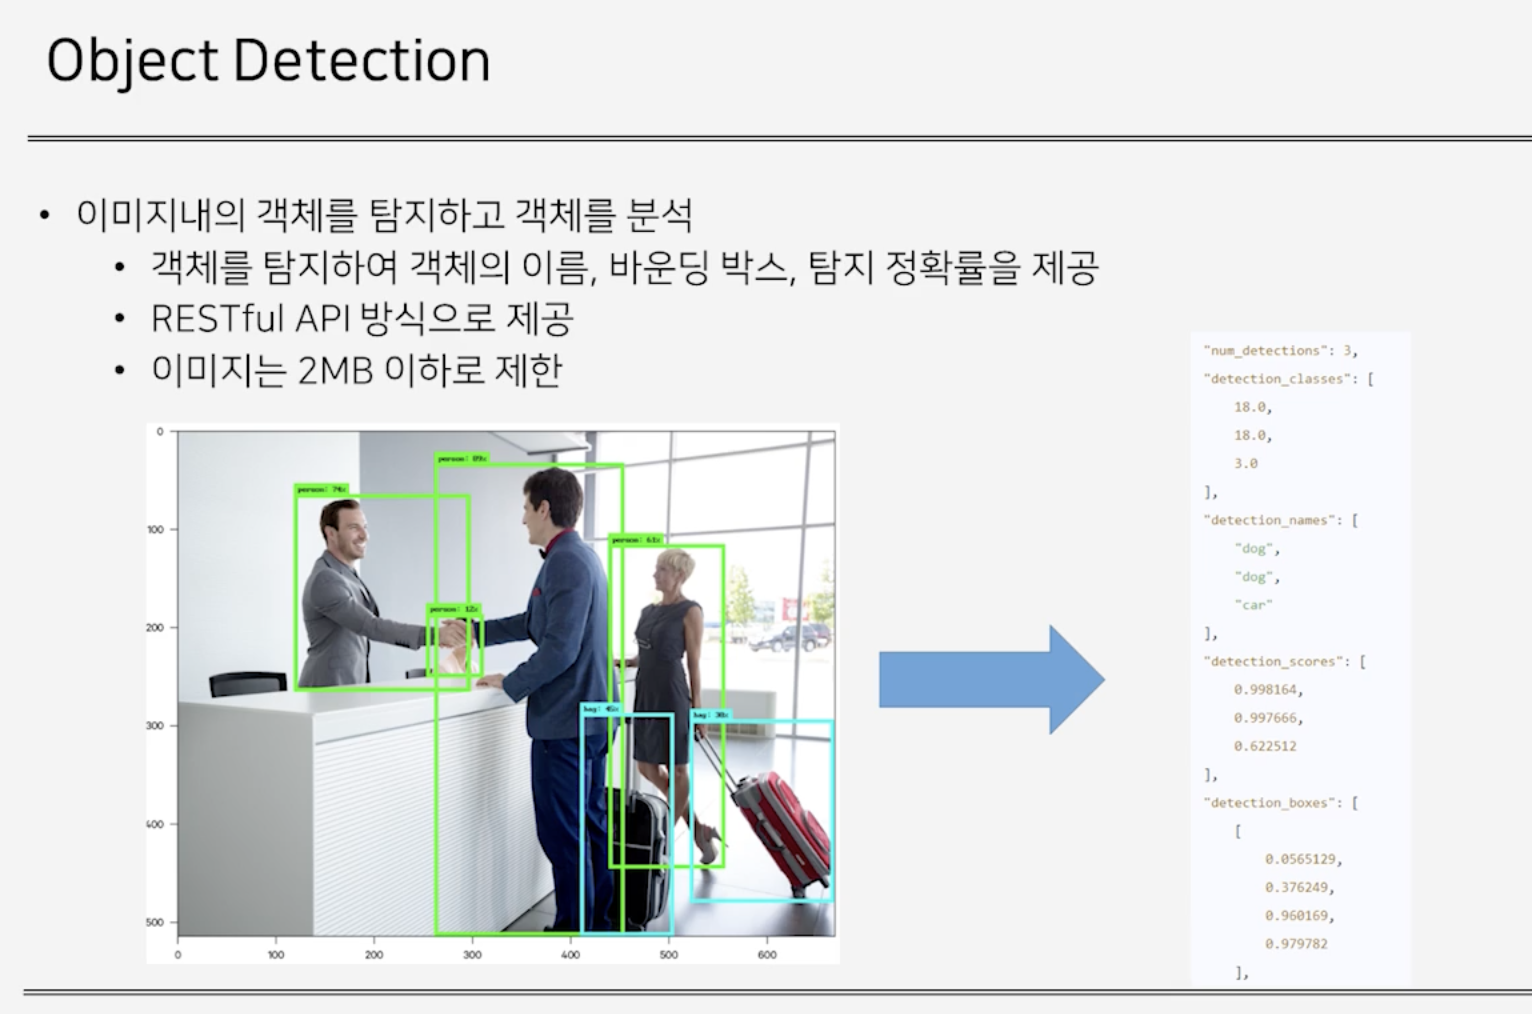 Object Detection
• 이미지내의 객체를 탐지하고 객체를 분석
• 객체를 탐지하여 객체의 이름, 바운딩 박스, 탐지 정확률을 제공
• RESTful API 방식으로 제공
• 이미지는 2MB 이하로 제한
0
100
200
300
400
500
0 100 200 300 400 500 600
person: 89%
person: 74%
person: 61%
person: 12%
bag: 45%
bag: 38%
"num_detections": 3,
"detection_classes": [
18.0,
18.0,
3.0
],
"detection_names": [
"dog",
"dog",
"car"
],
"detection_scores": [
0.998164,
0.997666,
0.622512
],
"detection_boxes": [
[
0.0565129,
0.376249,
0.960169,
0.979782
],